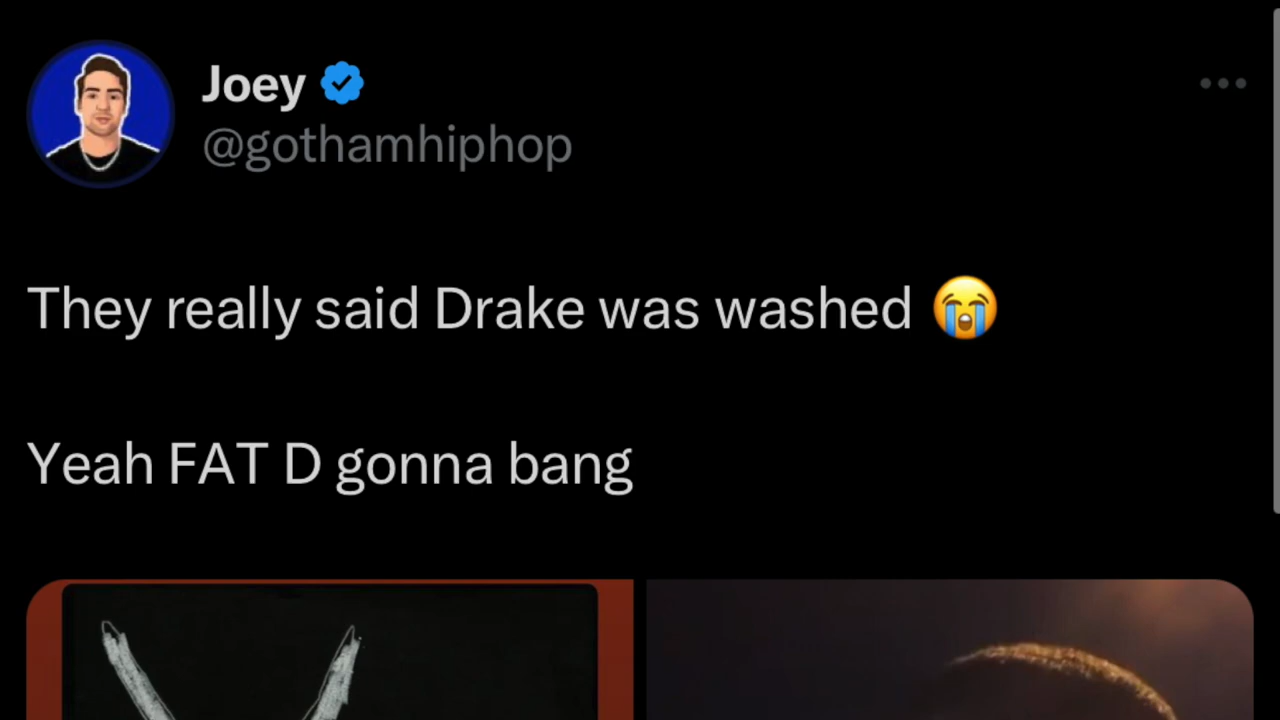 Joey
@gothamhiphop
They really said Drake was washed 😭
Yeah FAT D gonna bang